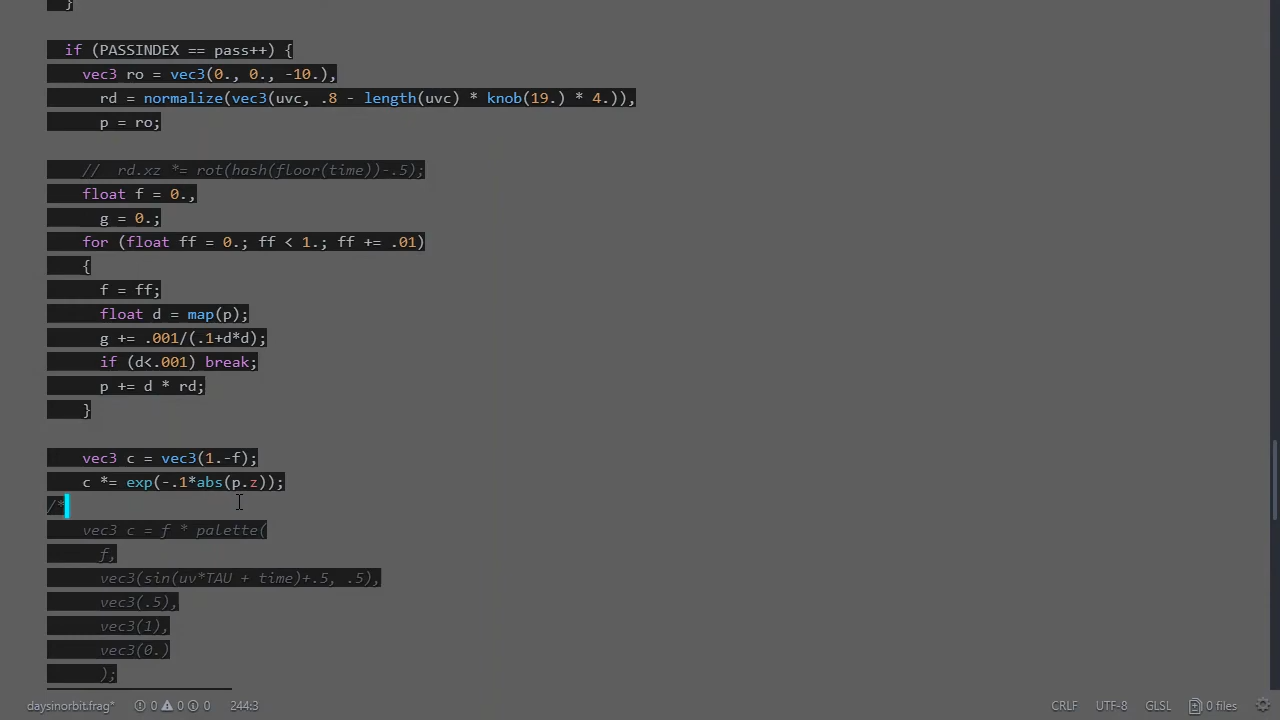 }
if (PASSINDEX == pass++) {
vec3 ro = vec3(0., 0., -10.),
rd = normalize(vec3(uvc, .8 - length(uvc) * knob(19.) * 4.)),
p = ro;
//  rd.xz *= rot(hash(floor(time))-.5);
float f = 0.,
g = 0.;
for (float ff = 0.; ff < 1.; ff += .01)
{
f = ff;
float d = map(p);
g += .001/(.1+d*d);
if (d<.001) break;
p += d * rd;
}
vec3 c = vec3(1.-f);
c *= exp(-.1*abs(p.z));
/*
vec3 c = f * palette(
f,
vec3(sin(uv*TAU + time)+.5, .5),
vec3(.5),
vec3(1),
vec3(0.)
);
daysinorbit.frag* 0 0 0 244:3 CRLF UTF-8 GLSL 0 files